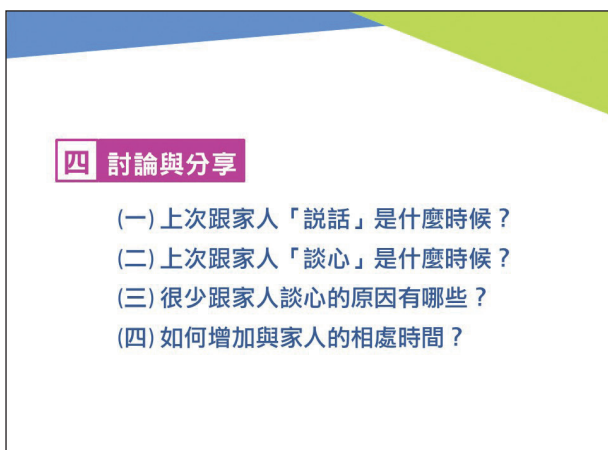 四 討論與分享
(一) 上次跟家人「說話」是什麼時候？
(二) 上次跟家人「談心」是什麼時候？
(三) 很少跟家人談心的原因有哪些？
(四) 如何增加與家人的相處時間？